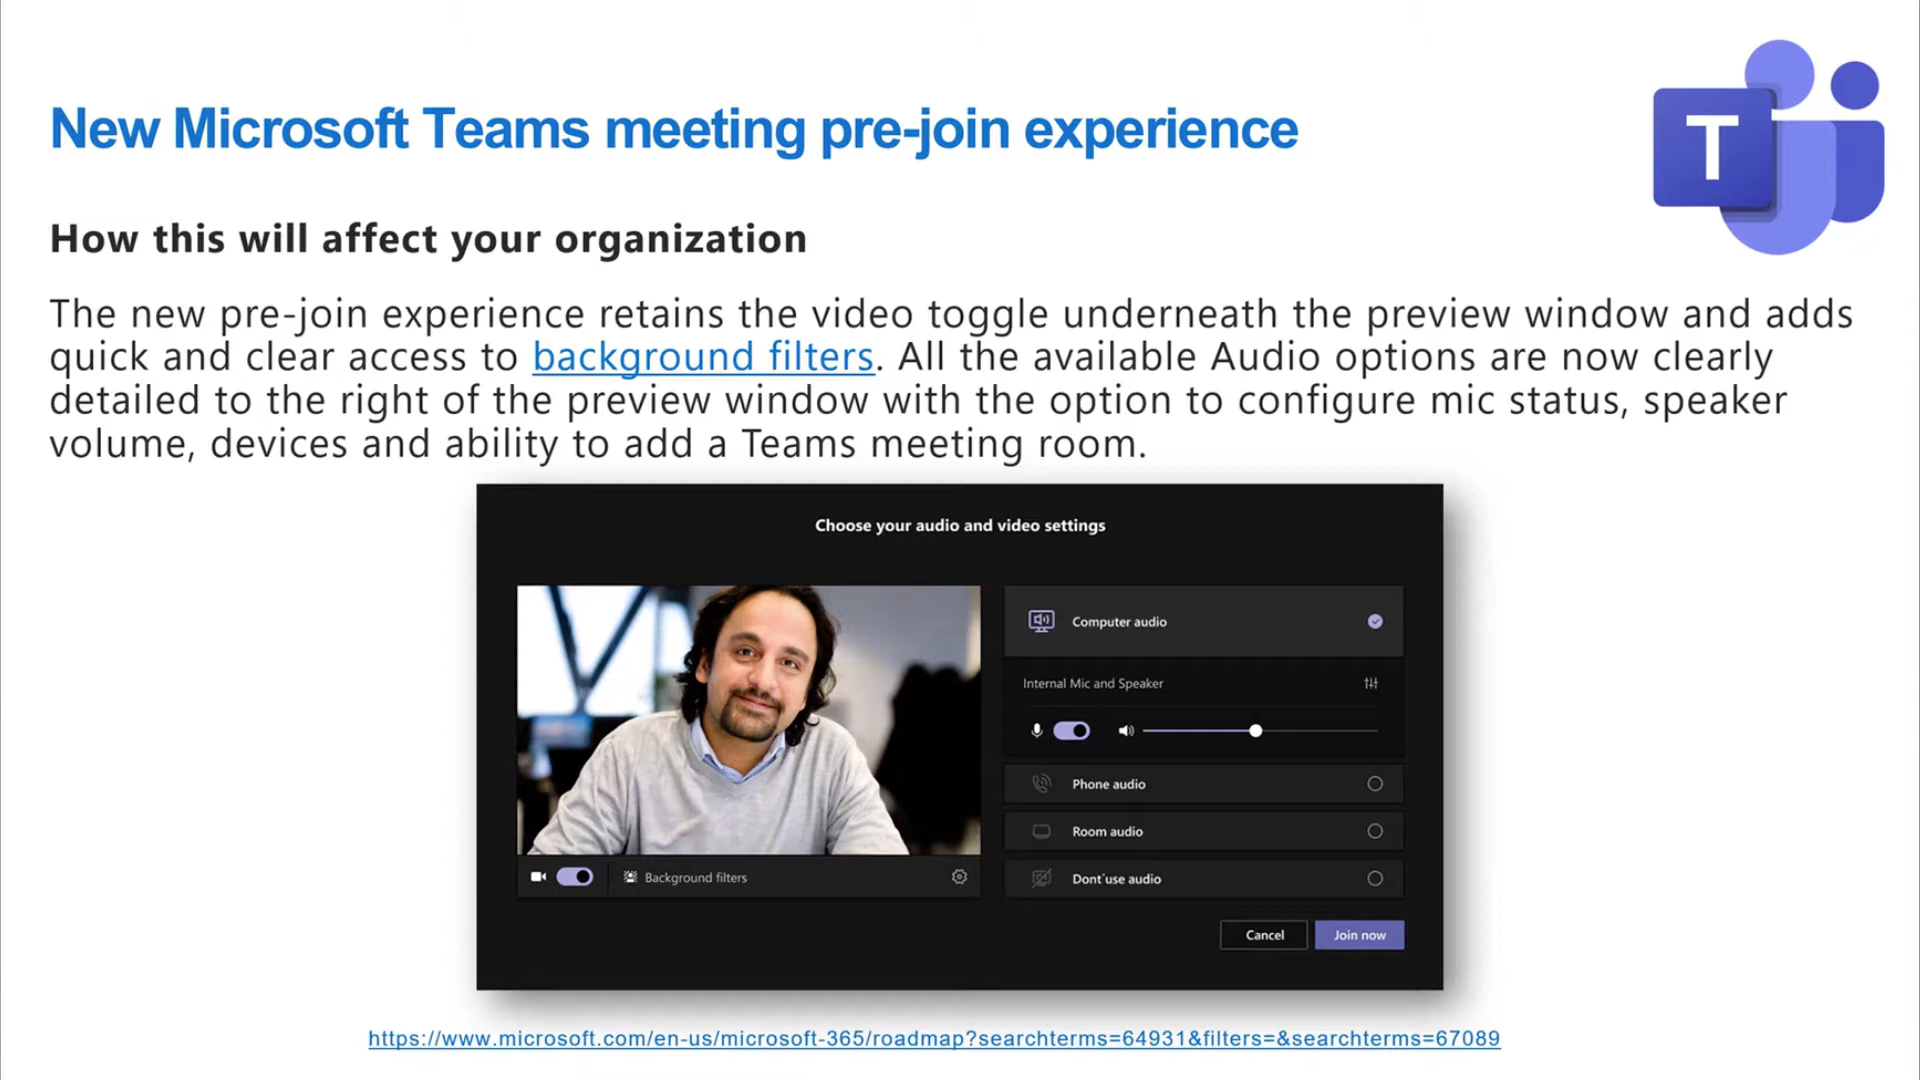 New Microsoft Teams meeting pre-join experience
T
How this will affect your organization
The new pre-join experience retains the video toggle underneath the preview window and adds
quick and clear access to background filters. All the available Audio options are now clearly
detailed to the right of the preview window with the option to configure mic status, speaker
volume, devices and ability to add a Teams meeting room.
Choose your audio and video settings
Computer audio
Internal Mic and Speaker
Phone audio
Room audio
Background filters
Dont´use audio
Cancel
Join now
https://www.microsoft.com/en-us/microsoft-365/roadmap?searchterms=64931&filters=&searchterms=67089